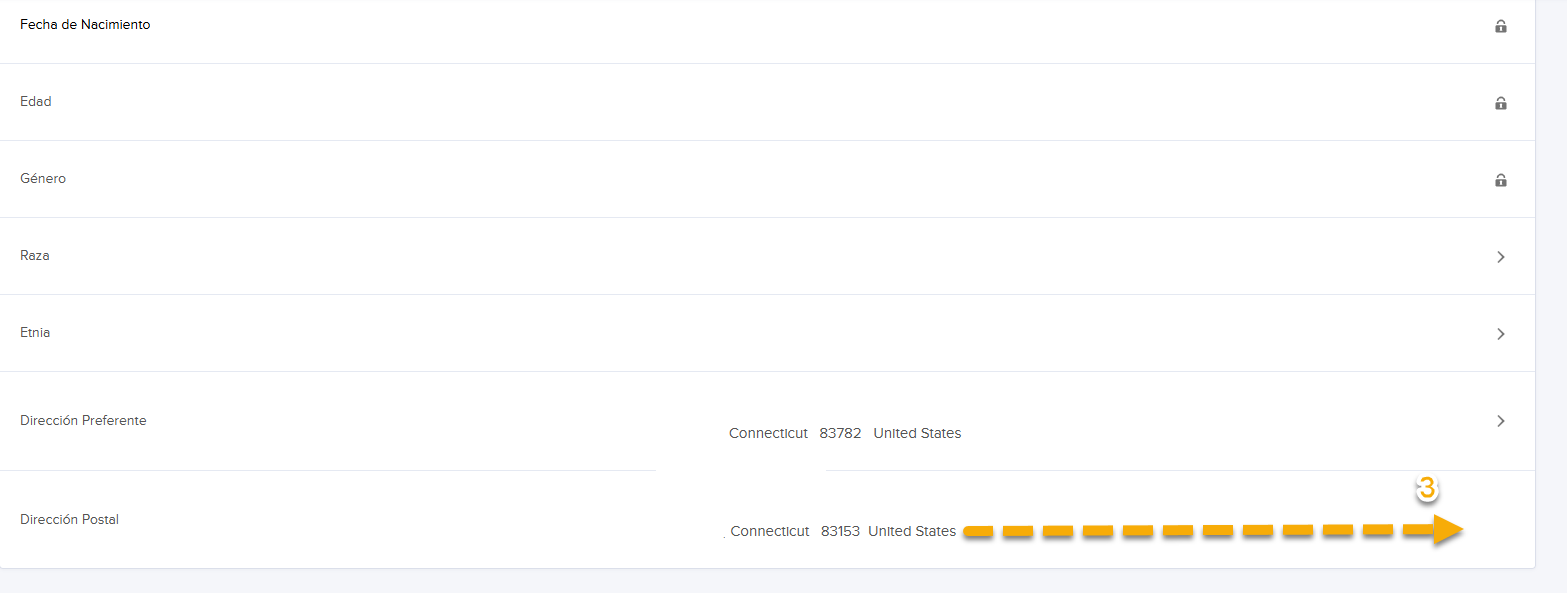 Fecha de Nacimiento
Edad
Género
Raza
Etnia
Dirección Preferente
Connecticut 83782 United States
3
Dirección Postal
Connecticut 83153 United States